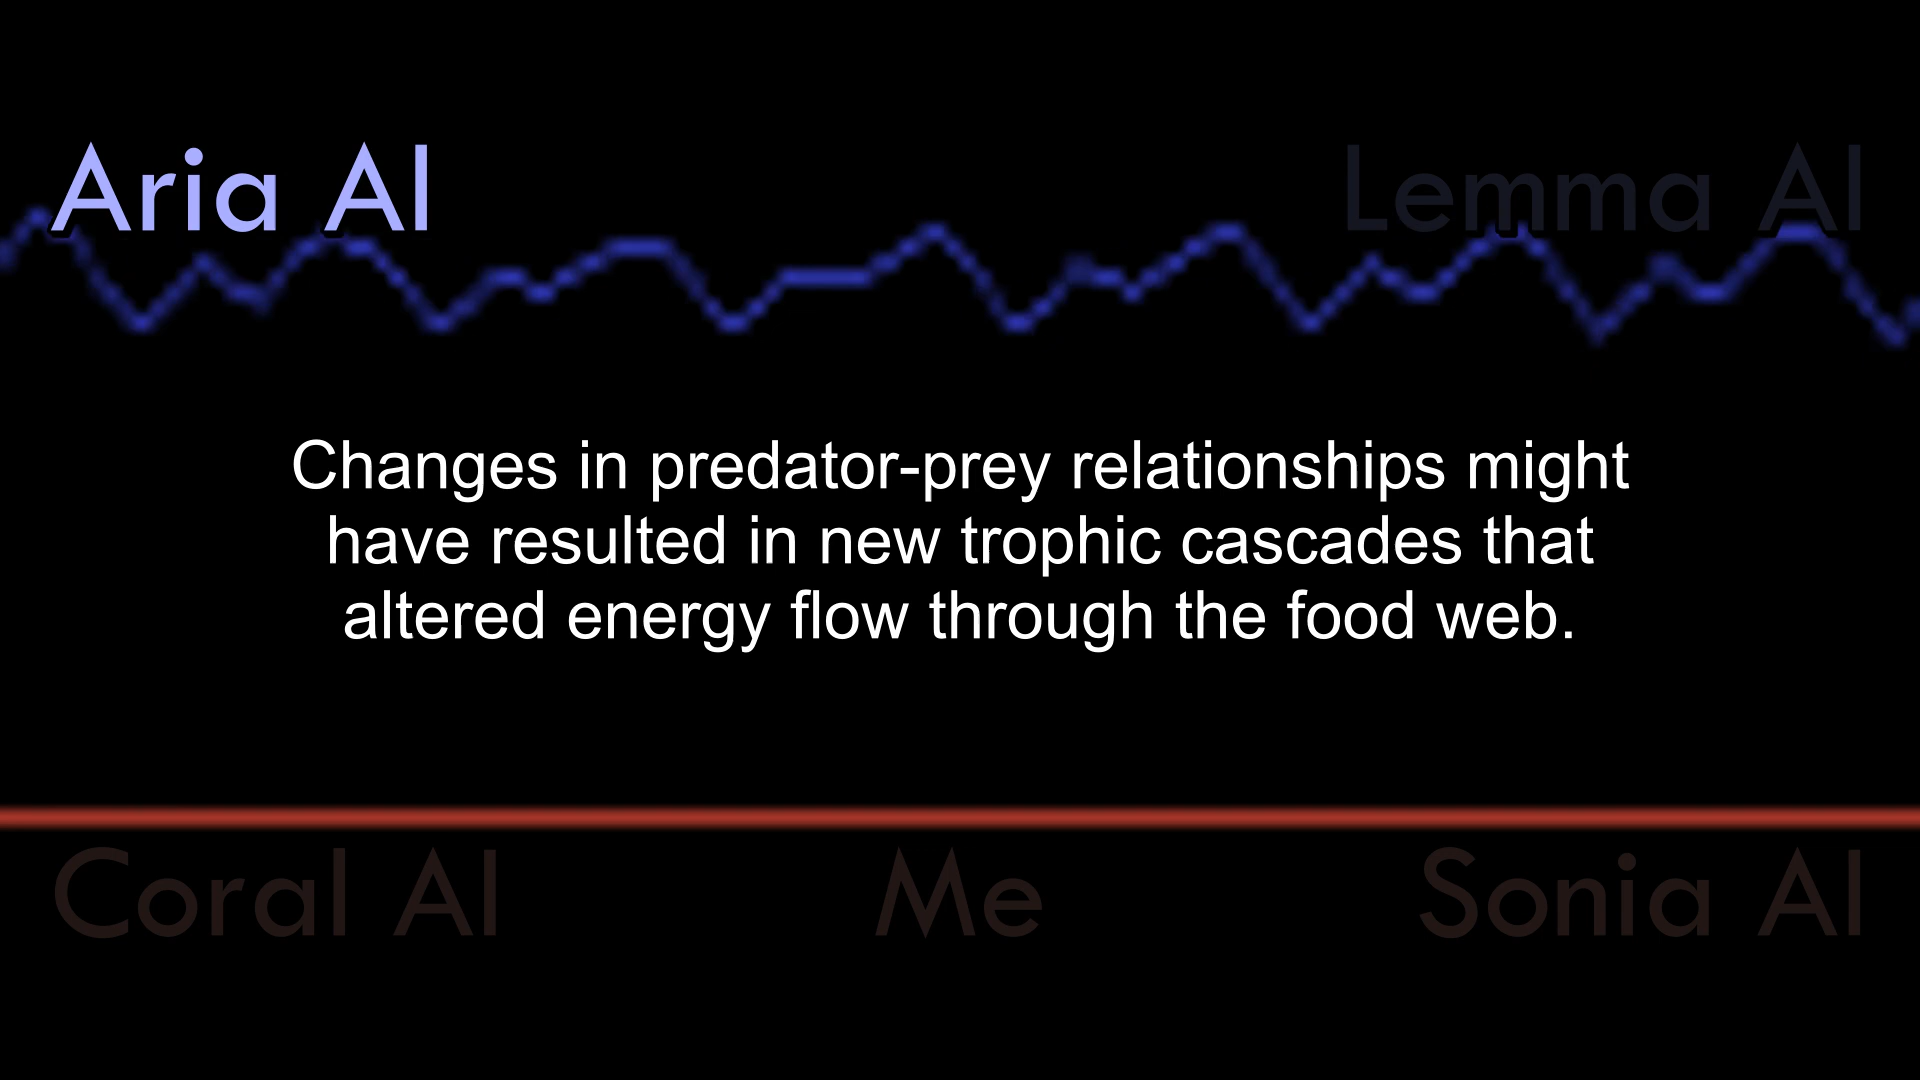 Aria AI
Lemma AI
Changes in predator-prey relationships might
have resulted in new trophic cascades that
altered energy flow through the food web.
Coral AI
Me
Sonia AI